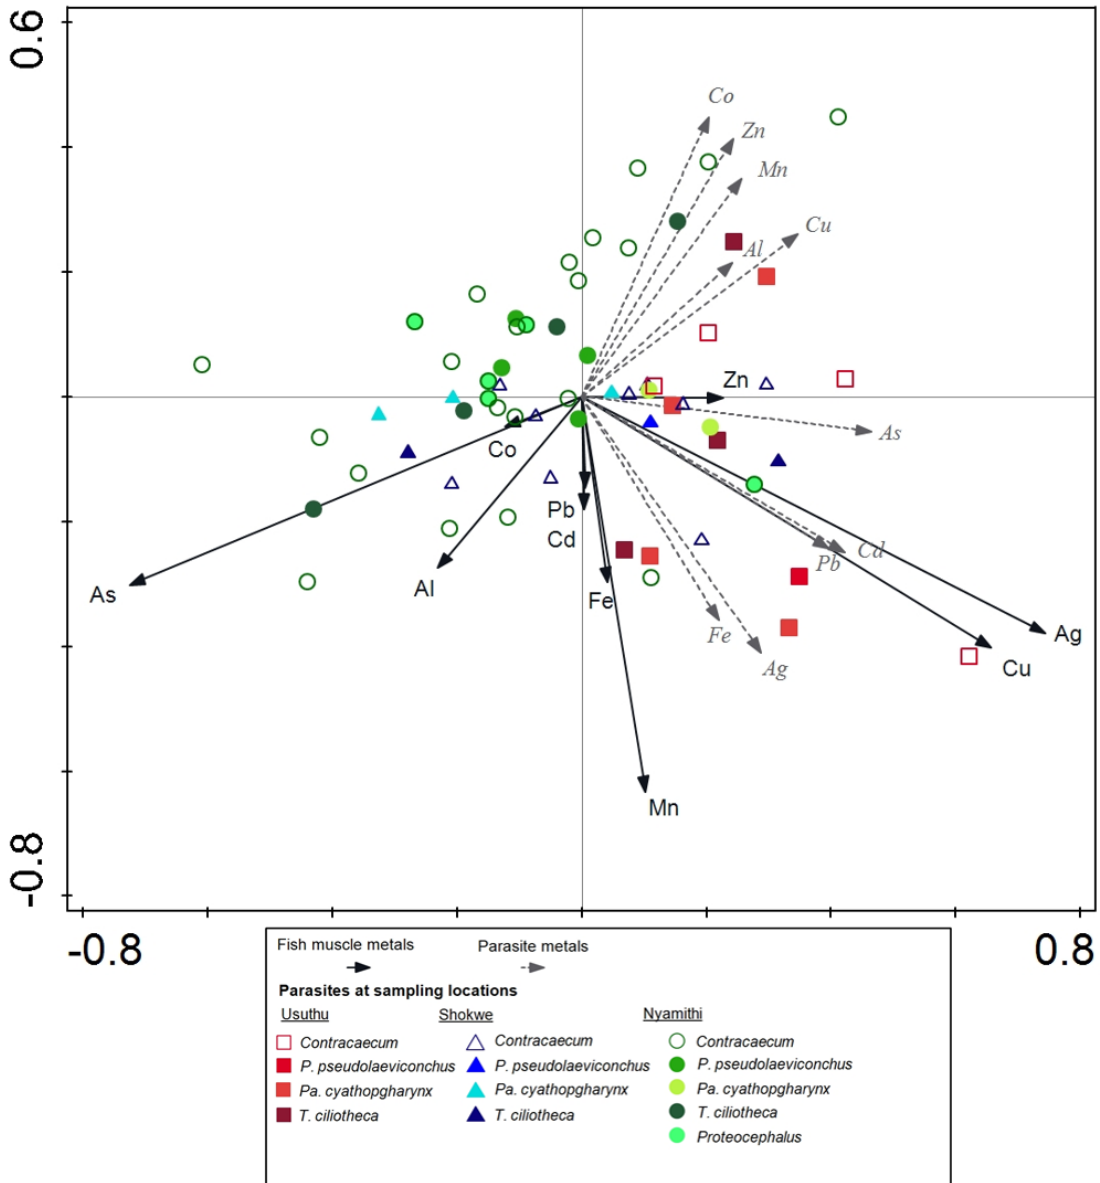 0.6
Co
Zn
Mn
Cu
Al
Zn
As
Co
Pb
Cd
Cd
Pb
Al
As
Fe
Fe
Ag
Ag
Cu
Mn
-0.8
-0.8
0.8
Fish muscle metals
Parasite metals
Parasites at sampling locations
Usuthu
Shokwe
Nyamithi
Contracaecum
Contracaecum
Contracaecum
P. pseudolaeviconchus
P. pseudolaeviconchus
P. pseudolaeviconchus
Pa. cyathopgharynx
Pa. cyathopgharynx
Pa. cyathopgharynx
T. ciliotheca
T. ciliotheca
T. ciliotheca
Proteocephalus